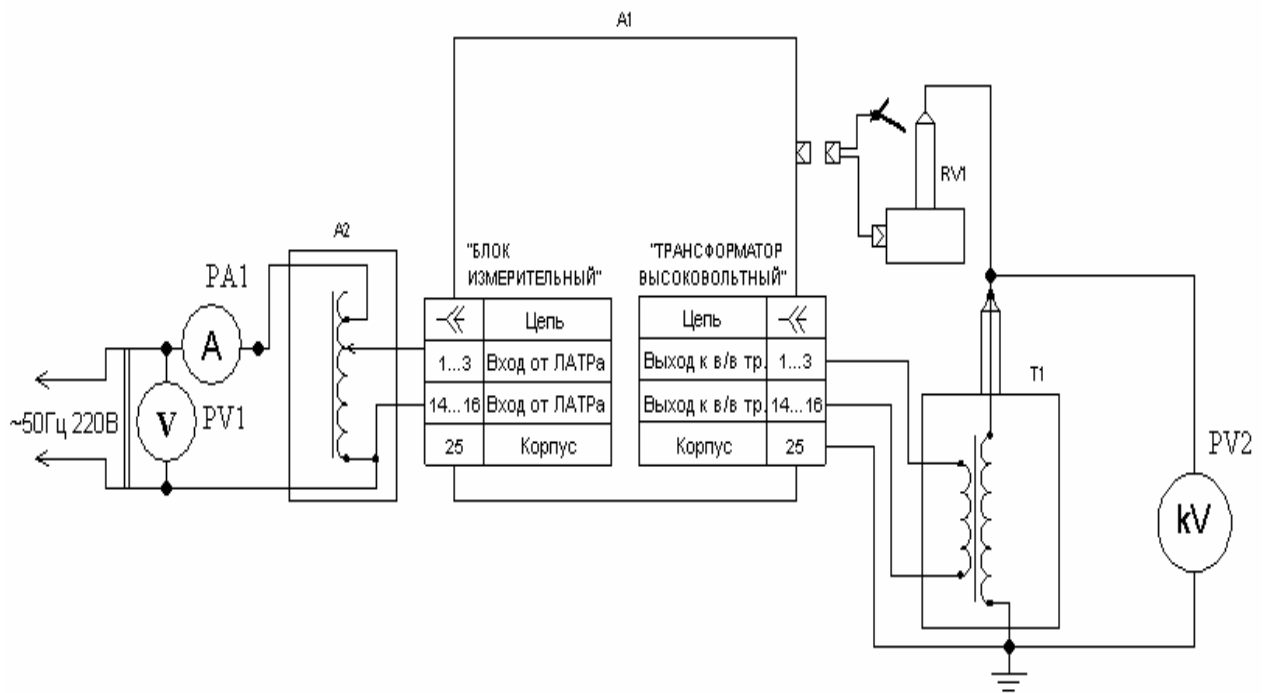 A1
RV1
A2
"БЛОК
ИЗМЕРИТЕЛЬНЫЙ"
"ТРАНСФОРМАТОР
ВЫСОКОВОЛЬТНЫЙ"
PA1
A
Цепь
Цепь
1...3 Вход от ЛАТРа
Выход к в/в тр. 1...3
14...16 Вход от ЛАТРа
Выход к в/в тр. 14...16
25 Корпус
Корпус 25
T1
~50Гц 220В
V
PV1
PV2
kV